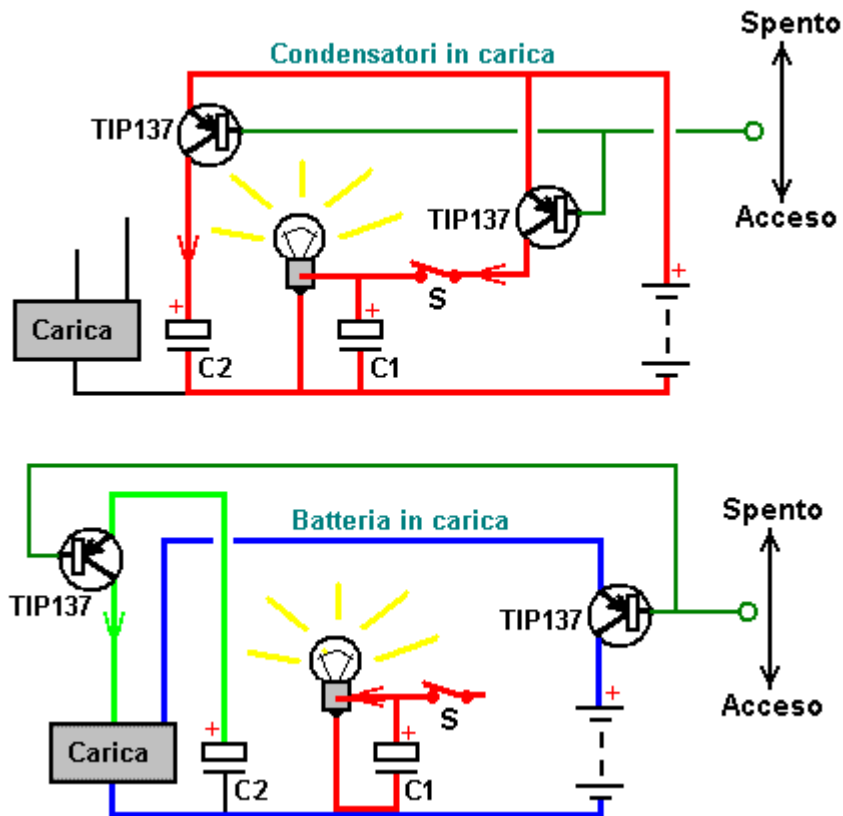 Spento
Condensatori in carica
TIP137
TIP137
Acceso
+
S
+
+
Carica
C2
C1
Spento
Batteria in carica
TIP137
TIP137
Acceso
+
S
+
+
Carica
C2
C1